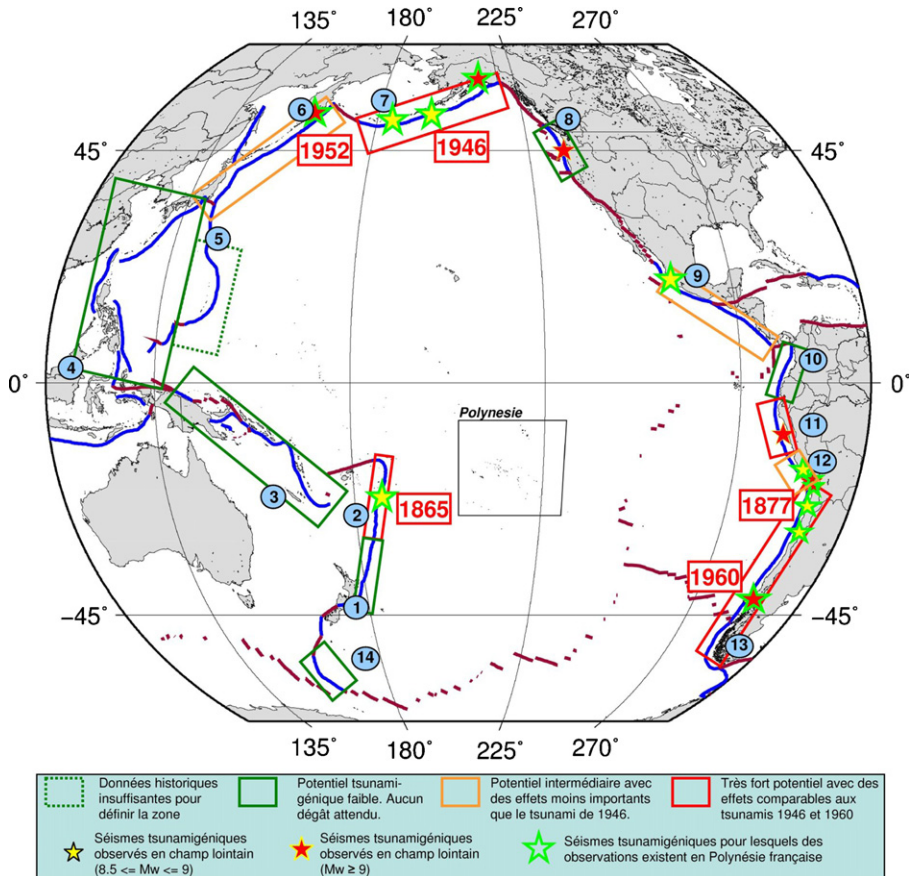 135° 180° 225° 270°
7
6
8
1952 1946
45° 45°
5
9
4
10
0° 0°
Polynesie
11
12
3
2 1865 1877
1960
-45° -45°
1
14 13
135° 180° 225° 270°
Données historiques
insuffisantes pour
définir la zone
Potentiel tsunami-
génique faible. Aucun
dégât attendu.
Potentiel intermédiaire avec
des effets moins importants
que le tsunami de 1946.
Très fort potentiel avec des
effets comparables aux
tsunamis 1946 et 1960
Séismes tsunamigéniques
observés en champ lointain
(8.5 <= Mw <= 9)
Séismes tsunamigéniques
observés en champ lointain
(Mw ≥ 9)
Séismes tsunamigéniques pour lesquels des
observations existent en Polynésie française